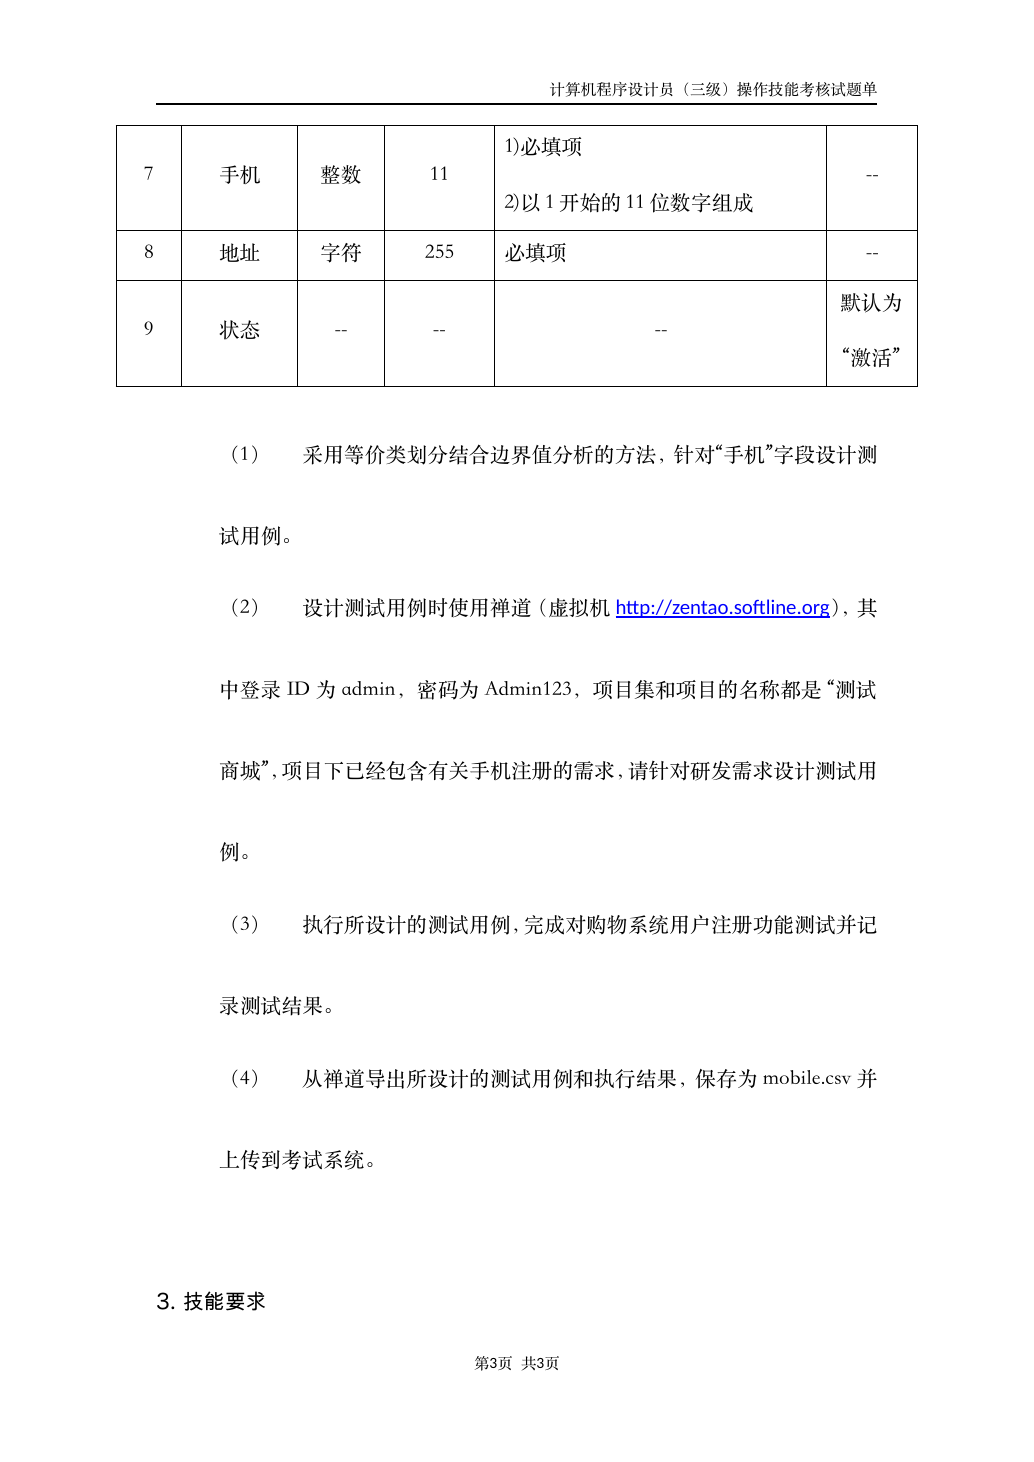 计算机程序设计员（三级）操作技能考核试题单
7 手机 整数 11 1)必填项 --
2)以 1 开始的 11 位数字组成
8 地址 字符 255 必填项 --
9 状态 -- -- -- 默认为
“激活”
（1） 采用等价类划分结合边界值分析的方法，针对“手机”字段设计测
试用例。
（2） 设计测试用例时使用禅道（虚拟机 http://zentao.softline.org），其
中登录 ID 为 admin，密码为 Admin123，项目集和项目的名称都是 “测试
商城”，项目下已经包含有关手机注册的需求，请针对研发需求设计测试用
例。
（3） 执行所设计的测试用例，完成对购物系统用户注册功能测试并记
录测试结果。
（4） 从禅道导出所设计的测试用例和执行结果，保存为 mobile.csv 并
上传到考试系统。
3. 技能要求
第3页 共3页